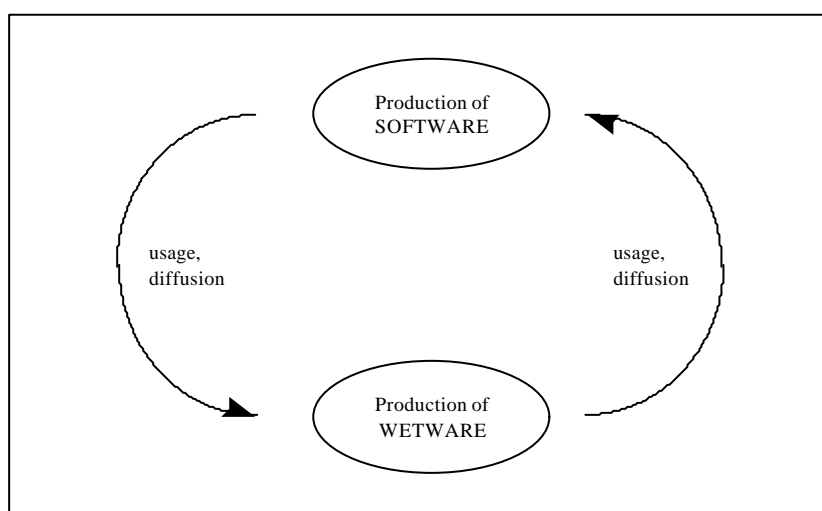 Production of
SOFTWARE
usage,
diffusion
usage,
diffusion
Production of
WETWARE